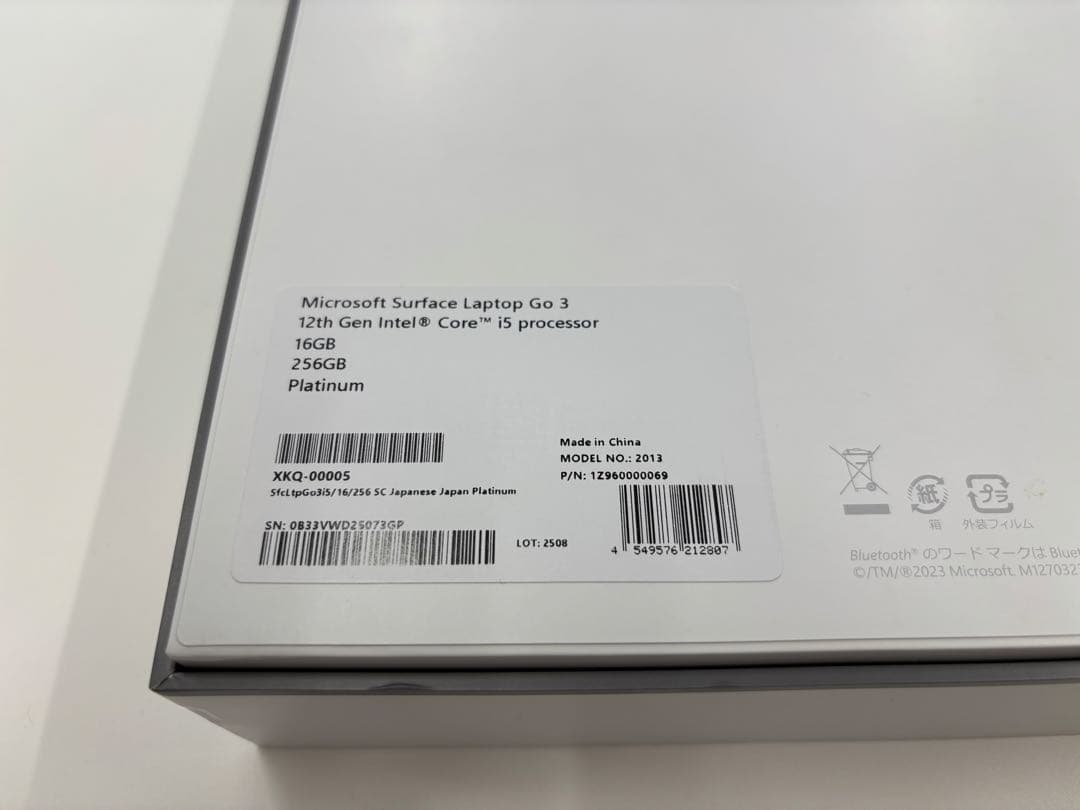 Microsoft Surface Laptop Go 3
12th Gen Intel® Core™ i5 processor
16GB
256GB
Platinum
XKQ-00005
SfcLtpGo3i5/16/256 SC Japanese Japan Platinum
SN: 0B33VWD25073GP
LOT: 2508
Made in China
MODEL NO.: 2013
P/N: 1Z960000069
4 549576 212807
紙
箱
プラ
外装フィルム
Bluetooth® のワード マークは Bluet
©/™/®2023 Microsoft. M127032